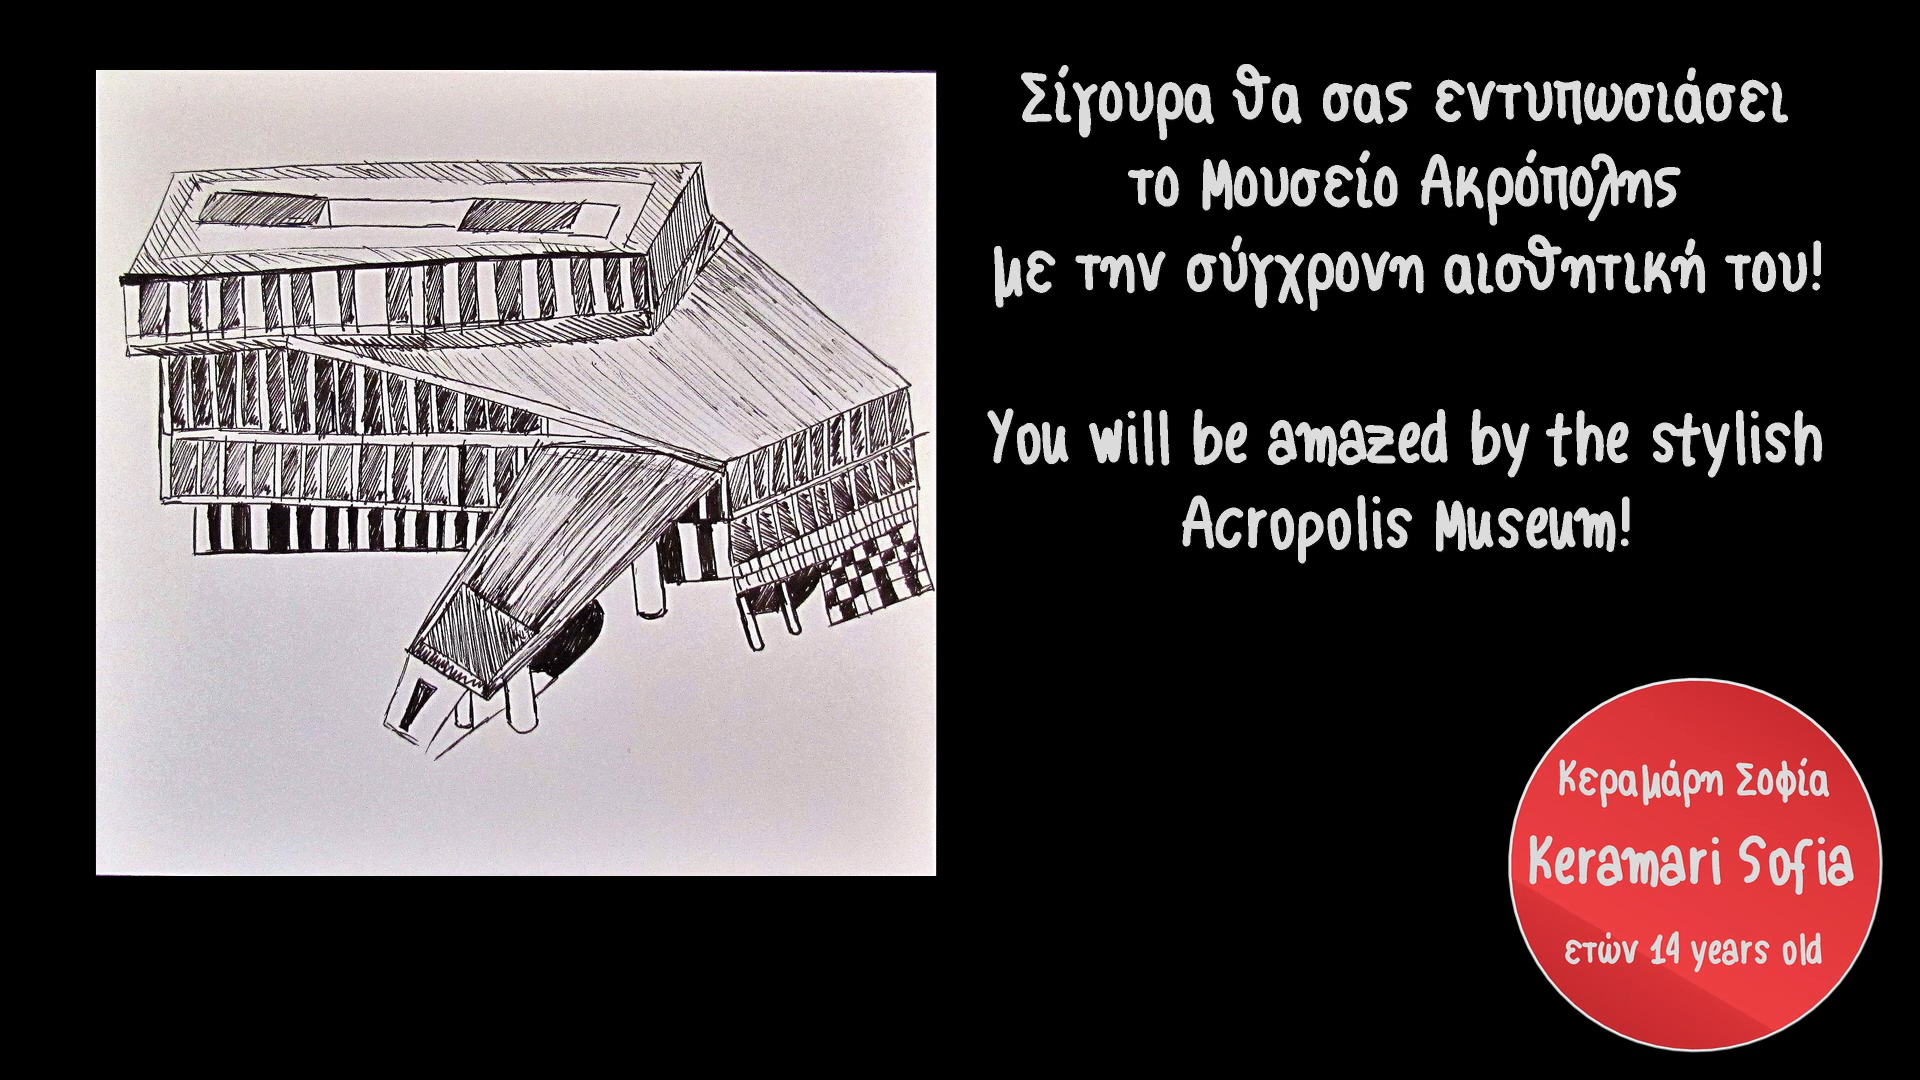 Σίγουρα θα σας εντυπωσιάσει
το Μουσείο Ακρόπολης
με την σύγχρονη αισθητική του!
You will be amazed by the stylish
Acropolis Museum!
Κεραμάρη Σοφία
Keramari Sofia
ετών 14 years old